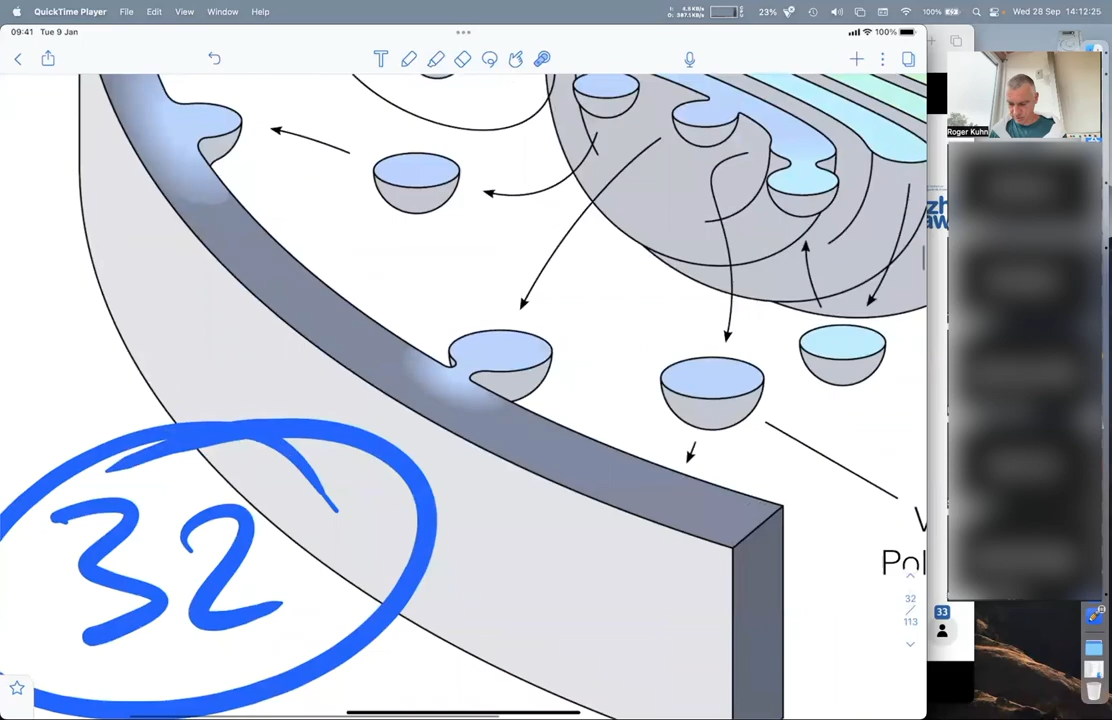 QuickTime Player File Edit View Window Help
23% 100% Wed 28 Sep 14:12:25
09:41 Tue 9 Jan 100%
T
Roger Kuhn
32
32
/
113
33